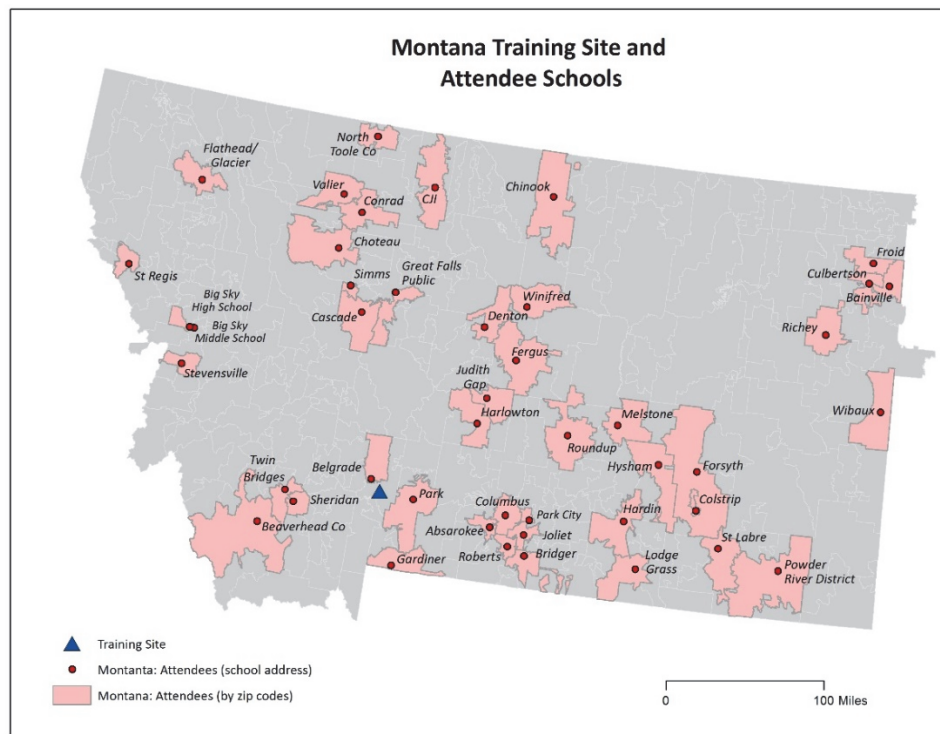 Montana Training Site and
Attendee Schools
North
Toole Co
Flathead/
Glacier
Valier
Conrad
CJI
Chinook
Choteau
Froid
Culbertson
Bainville
St Regis
Simms
Great Falls
Public
Big Sky
High School
Big Sky
Middle School
Cascade
Winifred
Denton
Richey
Fergus
Stevensville
Judith
Gap
Harlowton
Melstone
Wibaux
Roundup
Twin
Bridges
Belgrade
Hysham
Forsyth
Sheridan
Park
Columbus
Park City
Hardin
Colstrip
Beaverhead Co
Absarokee
Joliet
St Labre
Roberts
Bridger
Gardiner
Lodge
Grass
Powder
River District
Training Site
Montanta: Attendees (school address)
Montana: Attendees (by zip codes)
0
100 Miles